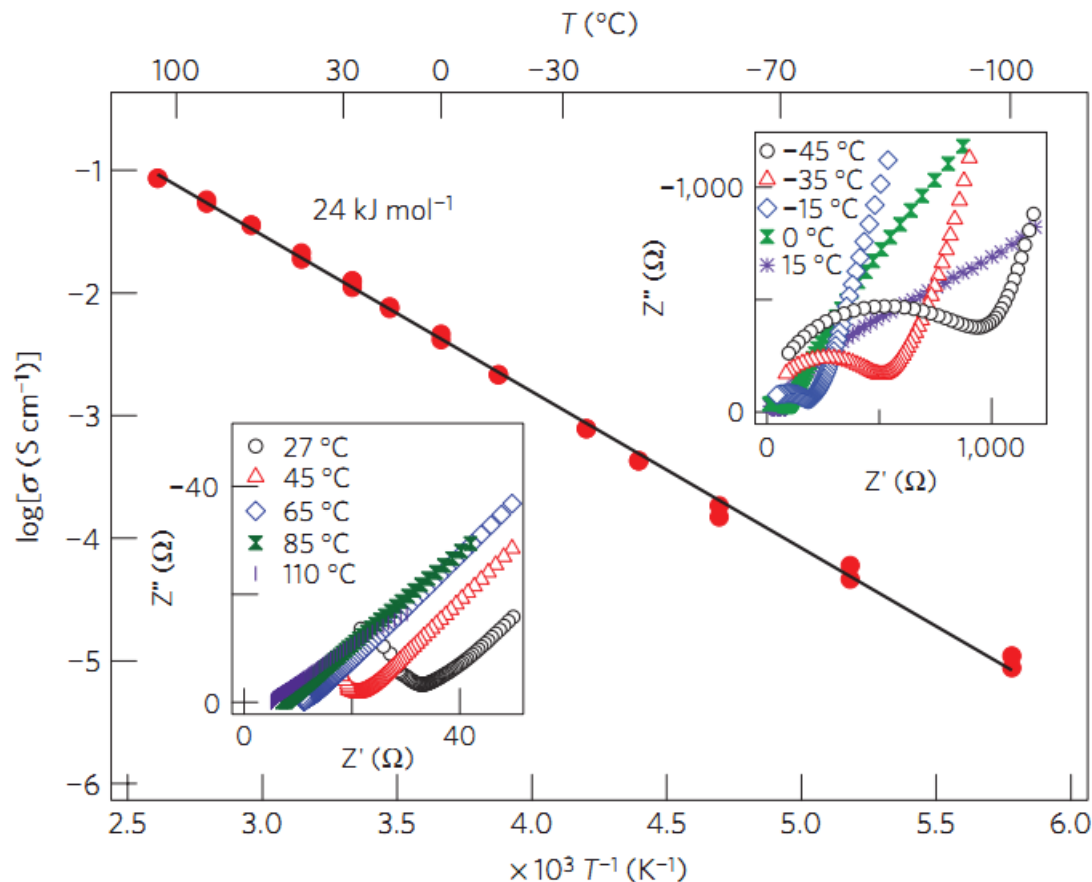 T (°C)
100 30 0 −30 −70 −100
log[σ (S cm⁻¹)]
−1
−2
−3
−4
−5
−6
24 kJ mol⁻¹
−45 °C
−35 °C
−15 °C
0 °C
15 °C
Z" (Ω)
−1,000
0
0 1,000
Z' (Ω)
27 °C
45 °C
65 °C
85 °C
110 °C
Z" (Ω)
−40
0
0 40
Z' (Ω)
2.5 3.0 3.5 4.0 4.5 5.0 5.5 6.0
×10³ T⁻¹ (K⁻¹)